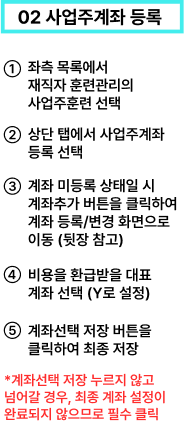 02 사업주계좌 등록
① 좌측 목록에서
재직자 훈련관리의
사업주훈련 선택
② 상단 탭에서 사업주계좌
등록 선택
③ 계좌 미등록 상태일 시
계좌추가 버튼을 클릭하여
계좌 등록/변경 화면으로
이동 (뒷장 참고)
④ 비용을 환급받을 대표
계좌 선택 (Y로 설정)
⑤ 계좌선택 저장 버튼을
클릭하여 최종 저장
*계좌선택 저장 누르지 않고
넘어갈 경우, 최종 계좌 설정이
완료되지 않으므로 필수 클릭